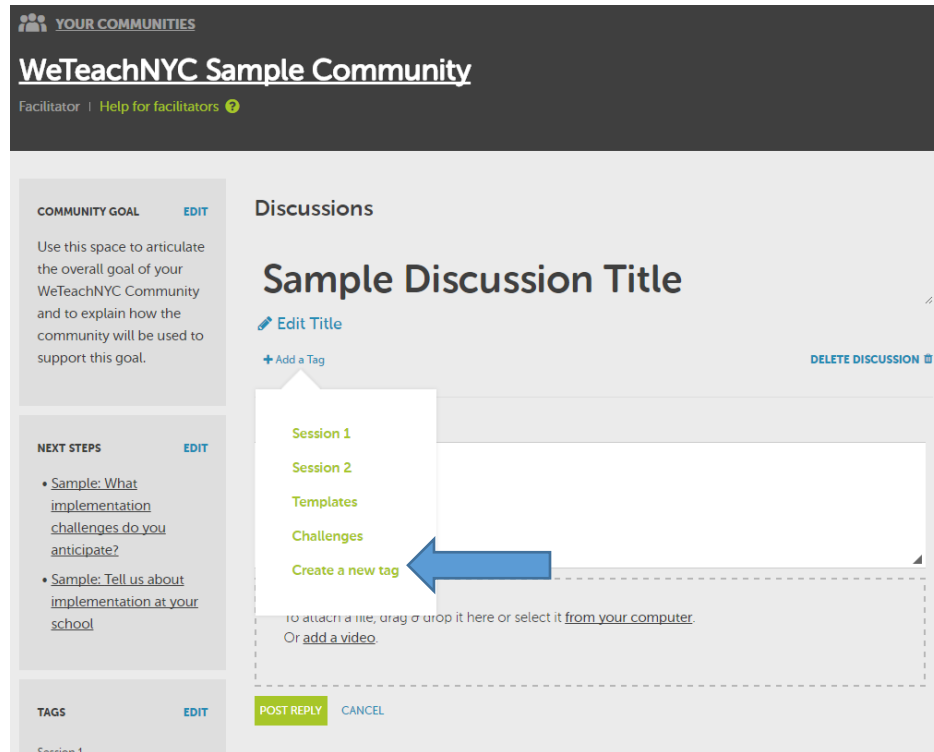 YOUR COMMUNITIES
WeTeachNYC Sample Community
Facilitator | Help for facilitators ?
COMMUNITY GOAL EDIT
Use this space to articulate
the overall goal of your
WeTeachNYC Community
and to explain how the
community will be used to
support this goal.
NEXT STEPS EDIT
• Sample: What
implementation
challenges do you
anticipate?
• Sample: Tell us about
implementation at your
school
TAGS EDIT
Session 1
Discussions
Sample Discussion Title
Edit Title
+ Add a Tag
DELETE DISCUSSION
Session 1
Session 2
Templates
Challenges
Create a new tag
To attach a file, drag & drop it here or select it from your computer.
Or add a video.
POST REPLY CANCEL